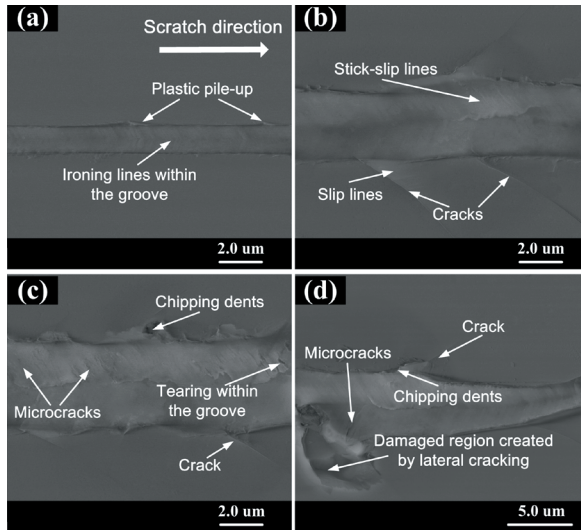 (a)
Scratch direction
Plastic pile-up
Ironing lines within
the groove
2.0 um
(b)
Stick-slip lines
Slip lines
Cracks
2.0 um
(c)
Chipping dents
Microcracks
Tearing within
the groove
Crack
2.0 um
(d)
Crack
Microcracks
Chipping dents
Damaged region created
by lateral cracking
5.0 um